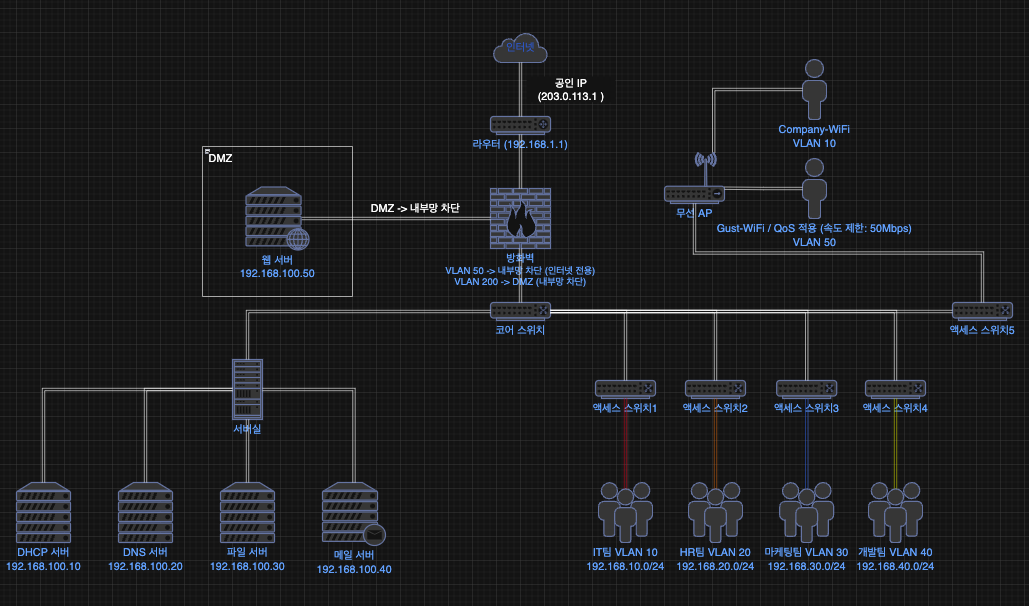 인터넷
공인 IP
(203.0.113.1 )
라우터 (192.168.1.1)
Company-WiFi
VLAN 10
무선 AP
Gust-WiFi / QoS 적용 (속도 제한: 50Mbps)
VLAN 50
DMZ
웹 서버
192.168.100.50
DMZ -> 내부망 차단
방화벽
VLAN 50 -> 내부망 차단 (인터넷 전용)
VLAN 200 -> DMZ (내부망 차단)
코어 스위치
액세스 스위치5
서버실
액세스 스위치1
액세스 스위치2
액세스 스위치3
액세스 스위치4
DHCP 서버
192.168.100.10
DNS 서버
192.168.100.20
파일 서버
192.168.100.30
메일 서버
192.168.100.40
IT팀 VLAN 10
192.168.10.0/24
HR팀 VLAN 20
192.168.20.0/24
마케팅팀 VLAN 30
192.168.30.0/24
개발팀 VLAN 40
192.168.40.0/24